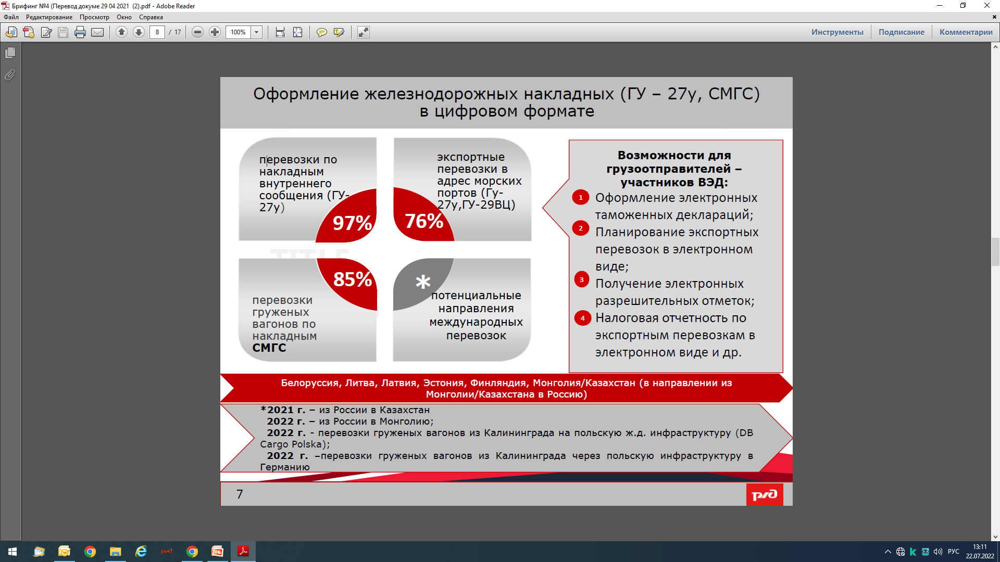 Брифинг №4 (Перевод докуме 29 04 2021 (2).pdf - Adobe Reader
Файл Редактирование Просмотр Окно Справка
8 / 17 100% Инструменты Подписание Комментарии
Оформление железнодорожных накладных (ГУ – 27у, СМГС)
в цифровом формате
перевозки по
накладным
внутреннего
сообщения (ГУ-
27у)
97%
экспортные
перевозки в
адрес морских
портов (Гу-
27у,ГУ-29ВЦ)
76%
TITLE
85%
перевозки
груженых
вагонов по
накладным
СМГС
*
потенциальные
направления
международных
перевозок
Возможности для
грузоотправителей –
участников ВЭД:
1 Оформление электронных
таможенных деклараций;
2 Планирование экспортных
перевозок в электронном
виде;
3 Получение электронных
разрешительных отметок;
4 Налоговая отчетность по
экспортным перевозкам в
электронном виде и др.
Белоруссия, Литва, Латвия, Эстония, Финляндия, Монголия/Казахстан (в направлении из
Монголии/Казахстана в Россию)
*2021 г. – из России в Казахстан
2022 г. – из России в Монголию;
2022 г. - перевозки груженых вагонов из Калининграда на польскую ж.д. инфраструктуру (DB
Cargo Polska);
2022 г. –перевозки груженых вагонов из Калининграда через польскую инфраструктуру в
Германию
7
ржд
РУС
13:11
22.07.2022